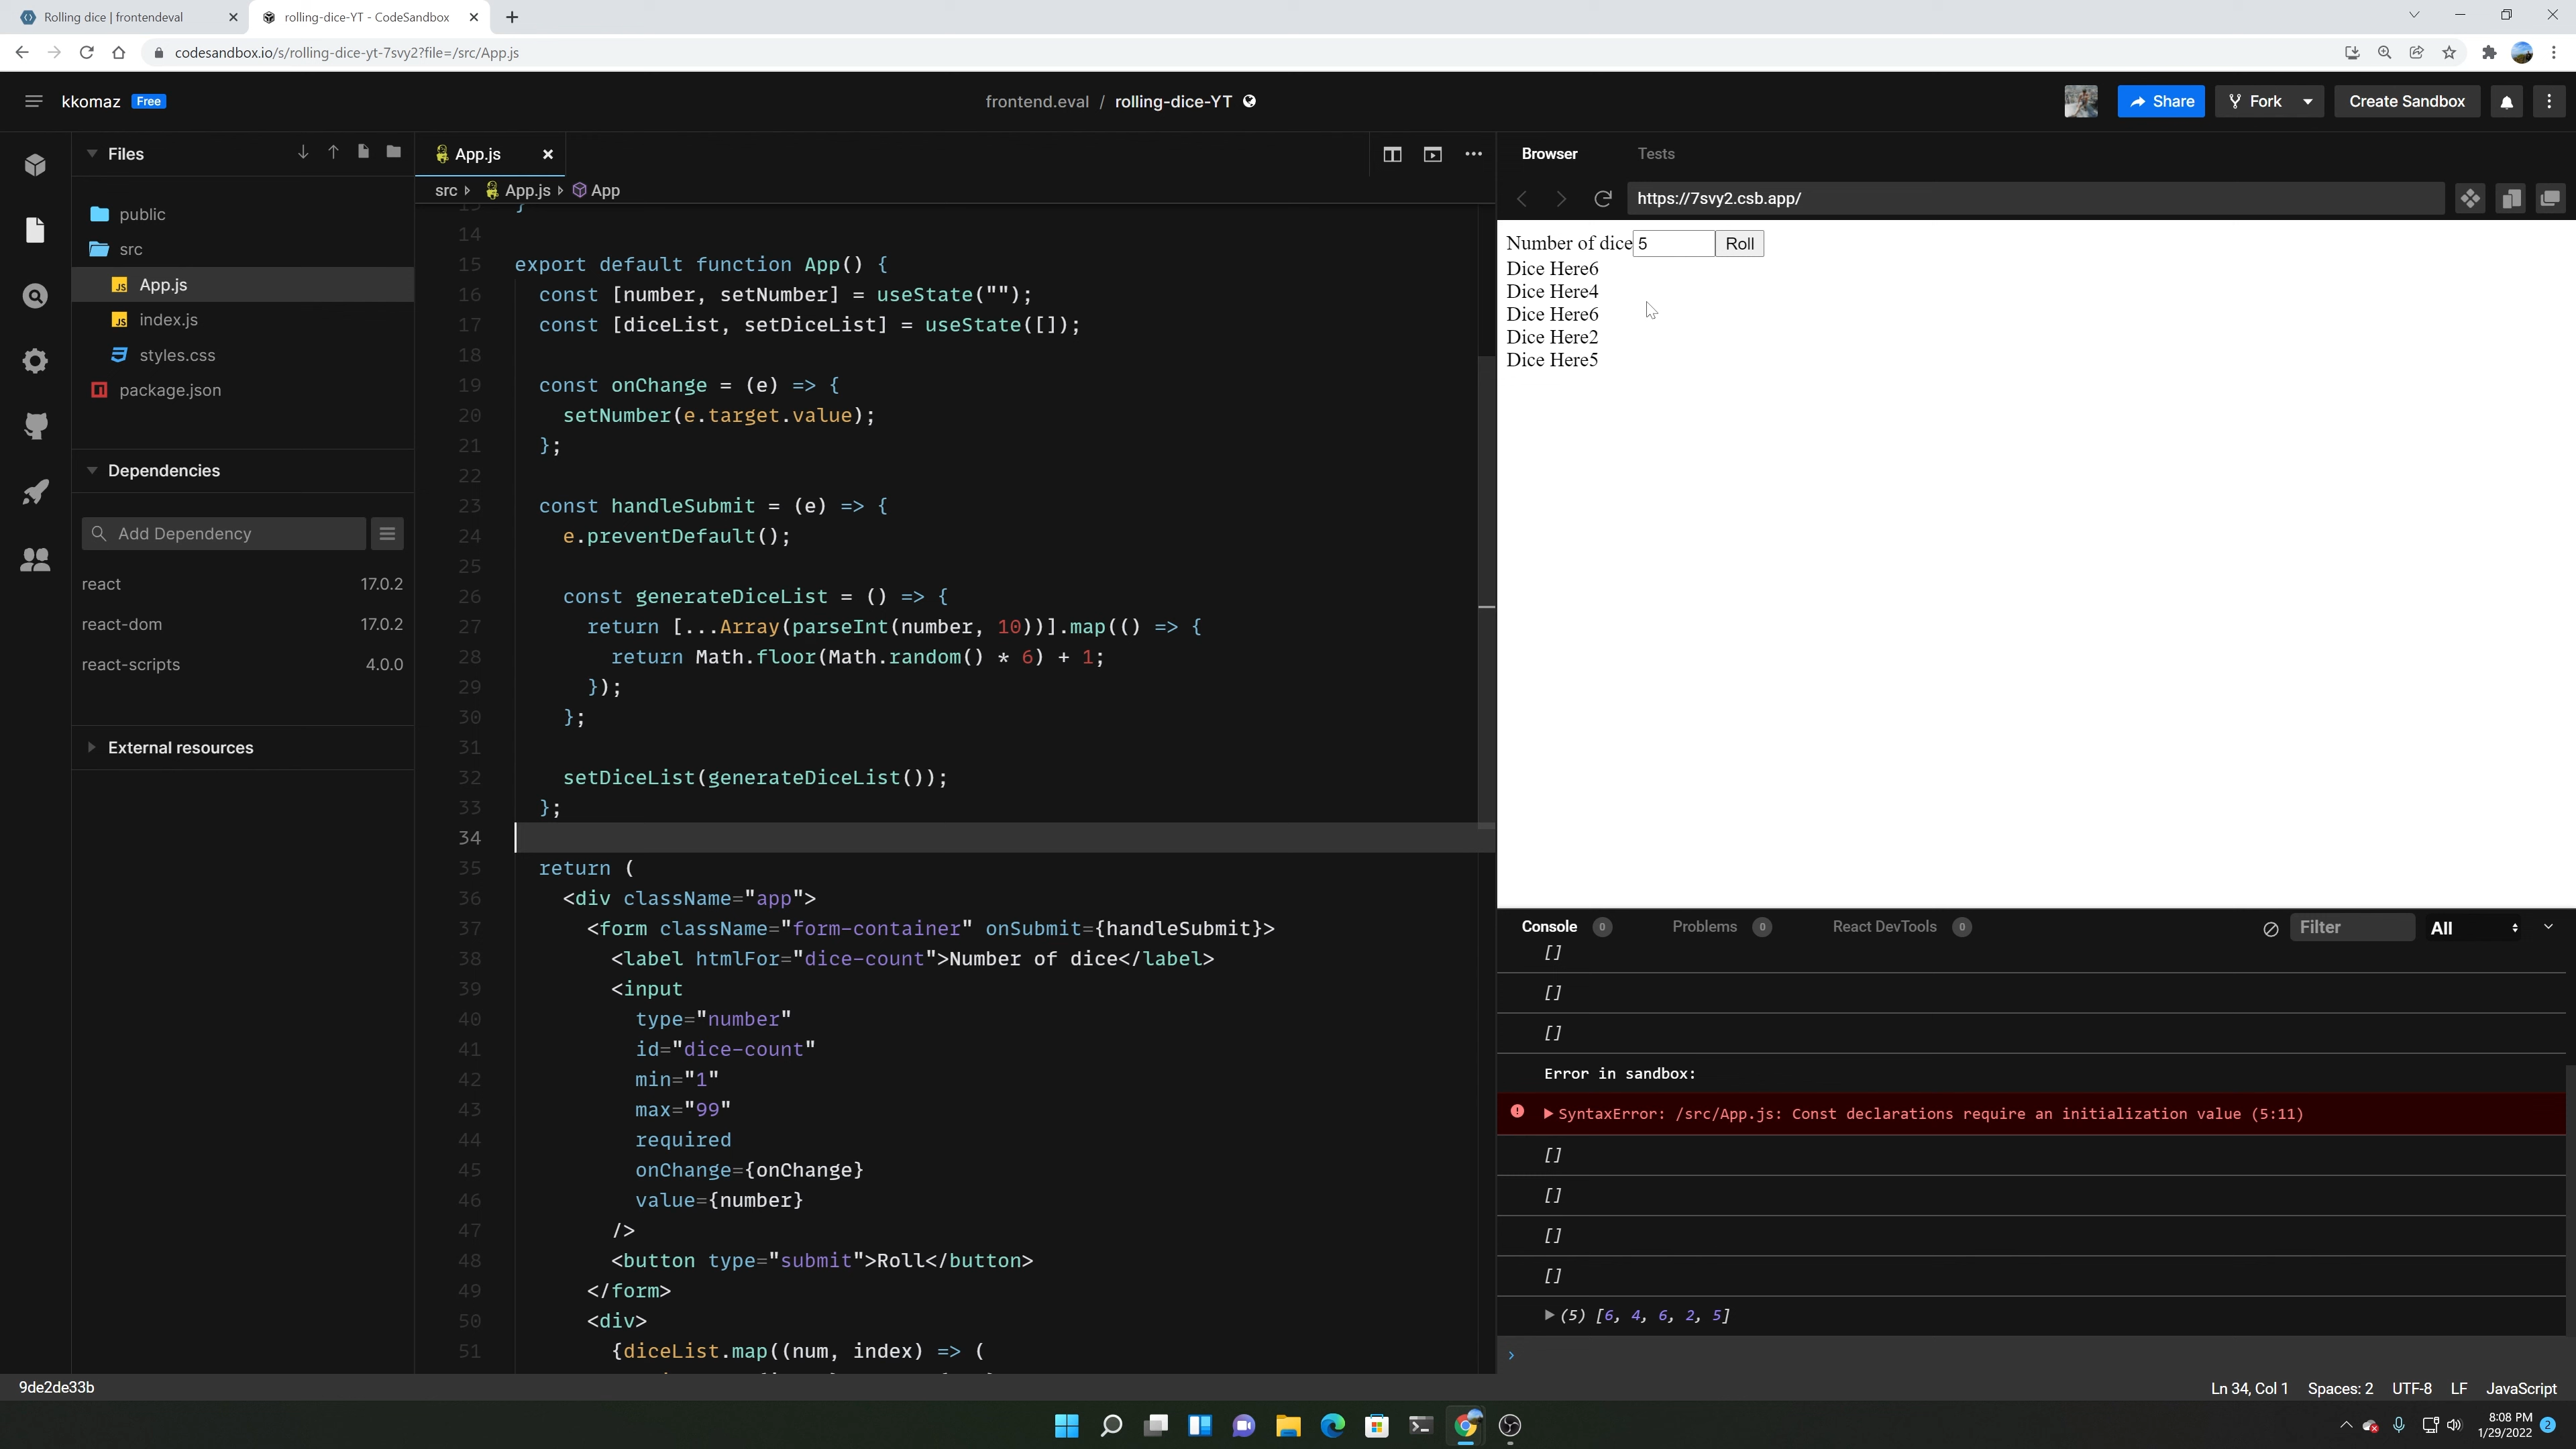 Rolling dice | frontendeval
rolling-dice-YT - CodeSandbox
codesandbox.io/s/rolling-dice-yt-7svy2?file=/src/App.js
kkomaz Free
frontend.eval / rolling-dice-YT
Share
Fork
Create Sandbox
Files
public
src
JS App.js
JS index.js
styles.css
package.json
Dependencies
Add Dependency
react 17.0.2
react-dom 17.0.2
react-scripts 4.0.0
External resources
App.js
src App.js App
14
15 export default function App() {
16 const [number, setNumber] = useState("");
17 const [diceList, setDiceList] = useState([]);
18
19 const onChange = (e) => {
20 setNumber(e.target.value);
21 };
22
23 const handleSubmit = (e) => {
24 e.preventDefault();
25
26 const generateDiceList = () => {
27 return [...Array(parseInt(number, 10))].map(() => {
28 return Math.floor(Math.random() * 6) + 1;
29 });
30 };
31
32 setDiceList(generateDiceList());
33 };
34
35 return (
36 <div className="app">
37 <form className="form-container" onSubmit={handleSubmit}>
38 <label htmlFor="dice-count">Number of dice</label>
39 <input
40 type="number"
41 id="dice-count"
42 min="1"
43 max="99"
44 required
45 onChange={onChange}
46 value={number}
47 />
48 <button type="submit">Roll</button>
49 </form>
50 <div>
51 {diceList.map((num, index) => (
Browser Tests
https://7svy2.csb.app/
Number of dice 5 Roll
Dice Here6
Dice Here4
Dice Here6
Dice Here2
Dice Here5
Console 0 Problems 0 React DevTools 0 Filter All
[]
[]
[]
Error in sandbox:
SyntaxError: /src/App.js: Const declarations require an initialization value (5:11)
[]
[]
[]
[]
(5) [6, 4, 6, 2, 5]
9de2de33b
Ln 34, Col 1 Spaces: 2 UTF-8 LF JavaScript
8:08 PM
1/29/2022
2